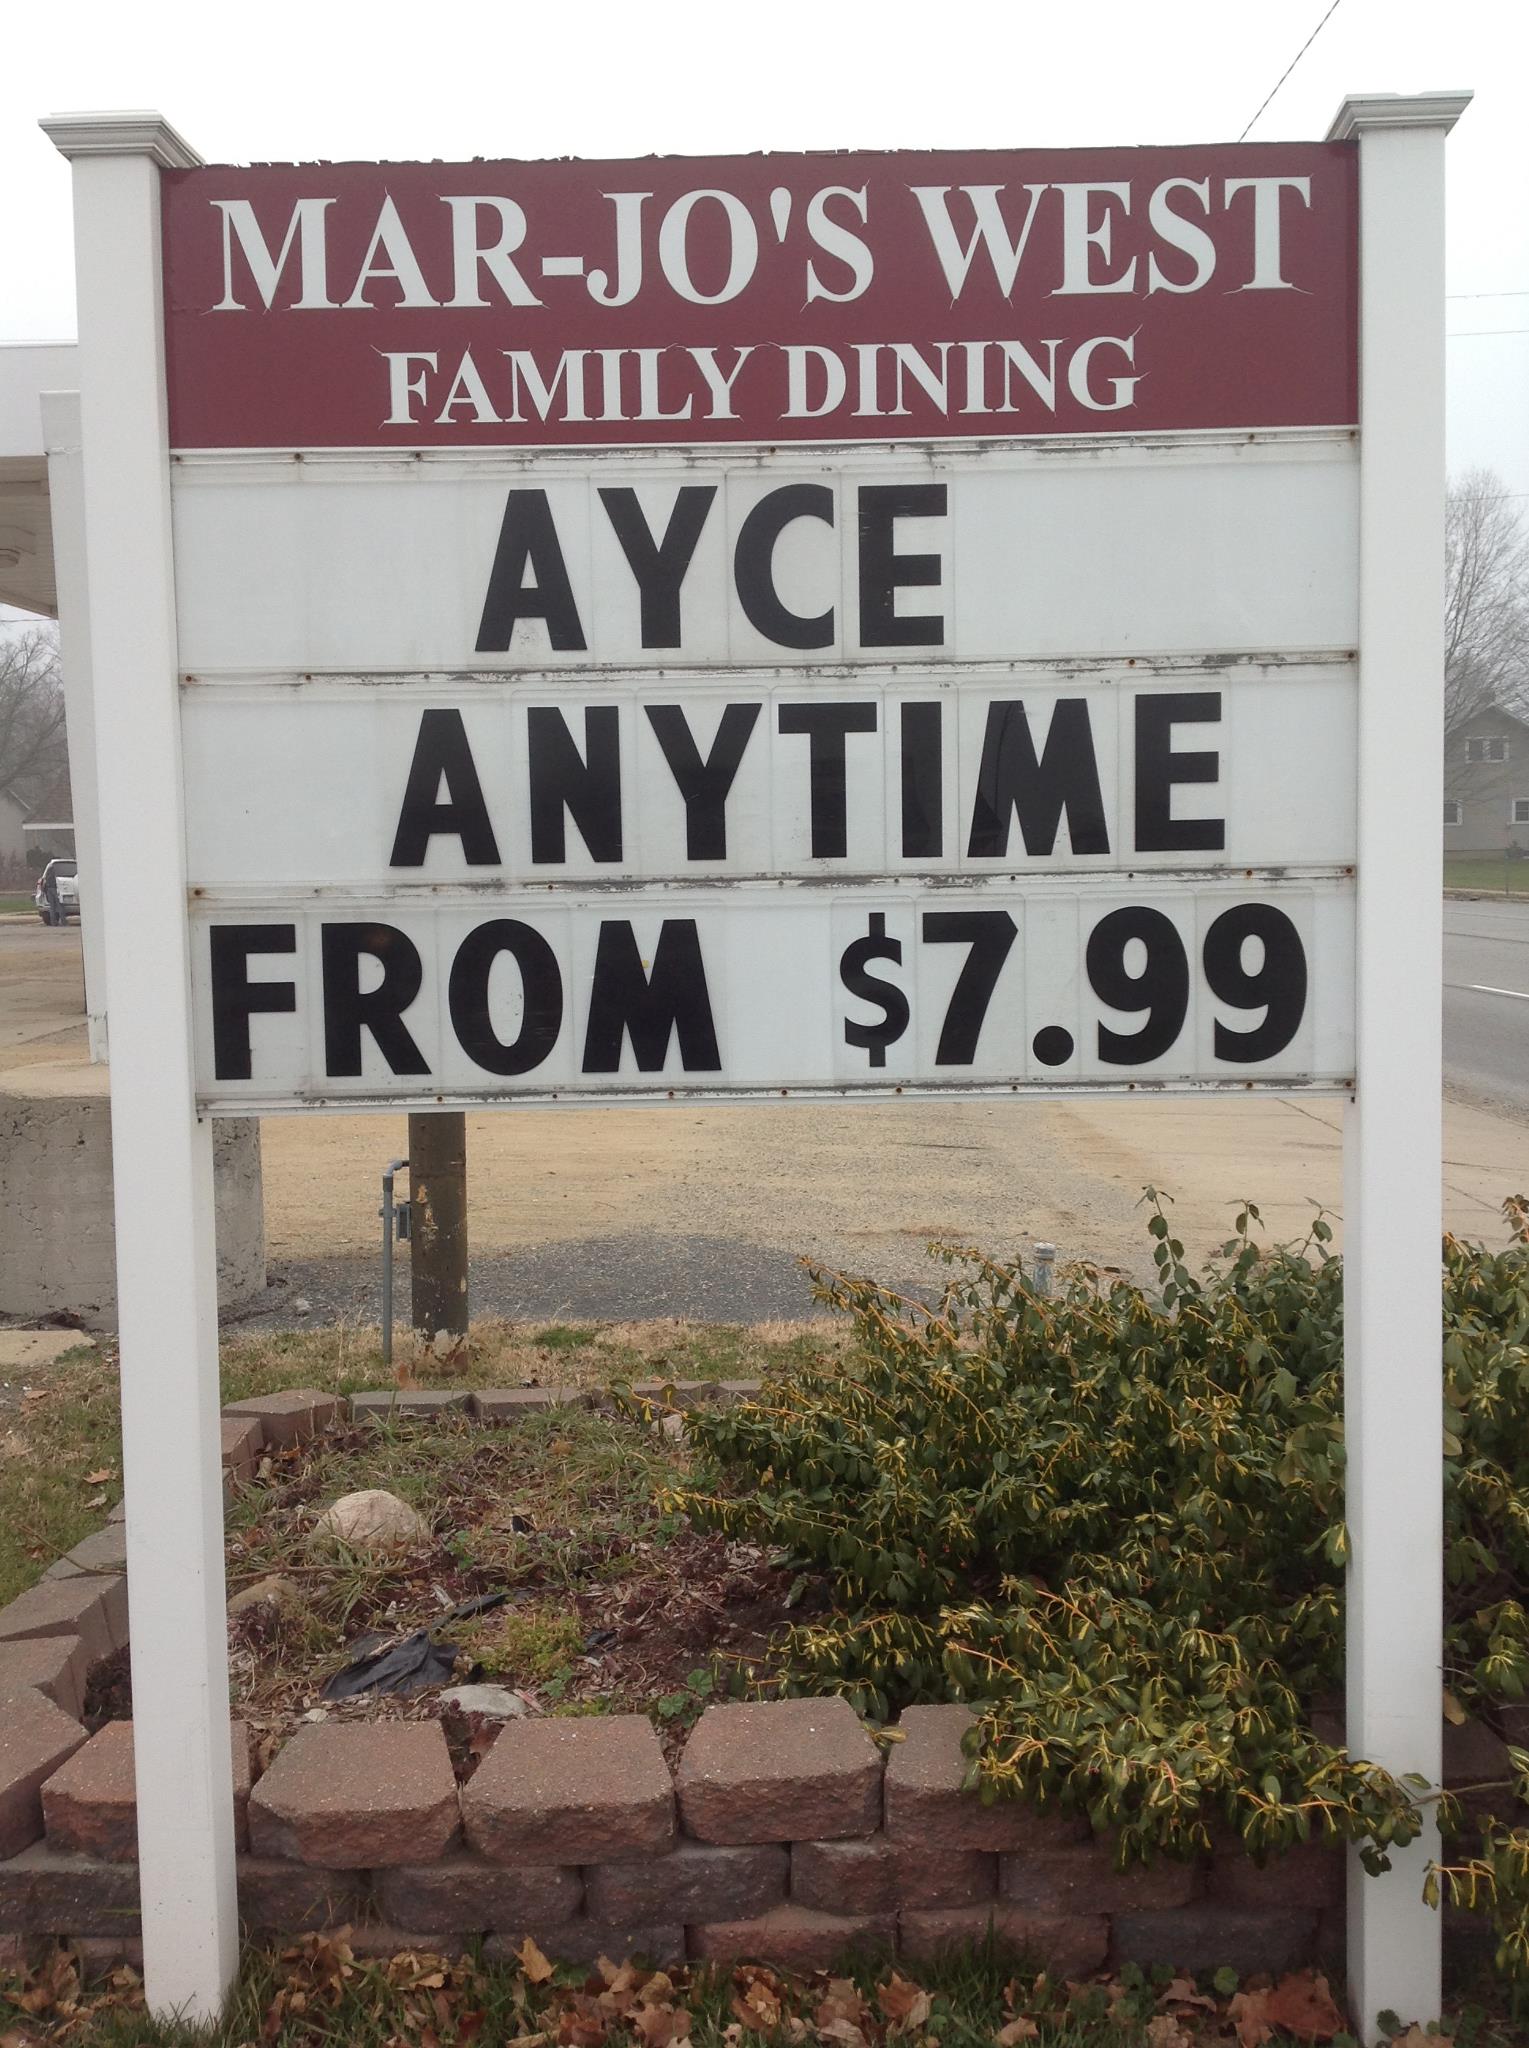 MAR-JO'S WEST
FAMILY DINING
AYCE
ANYTIME
FROM $7.99